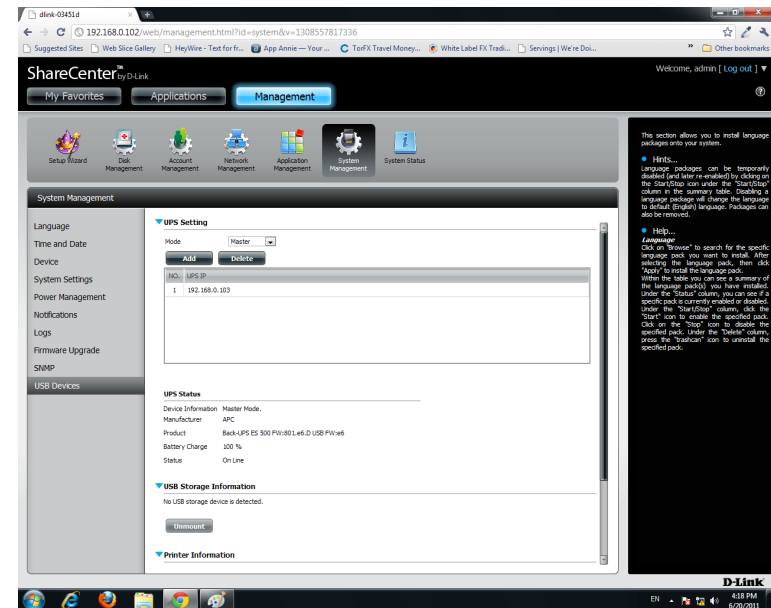 dlink-03451d
192.168.0.102/web/management.html?id=system&v=1308557817336
Suggested Sites Web Slice Gallery HeyWire - Text for fr... App Annie — Your ... TorFX Travel Money... White Label FX Tradi... Servings | We're Doi... » Other bookmarks
ShareCenter™ by D-Link
Welcome, admin [ Log out ] ▼
My Favorites Applications Management
Setup Wizard
Disk Management
Account Management
Network Management
Application Management
System Management
System Status
System Management
Language
Time and Date
Device
System Settings
Power Management
Notifications
Logs
Firmware Upgrade
SNMP
USB Devices
UPS Setting
Mode Master
Add Delete
NO. UPS IP
1 192.168.0.103
UPS Status
Device Information Master Mode.
Manufacturer APC
Product Back-UPS ES 500 FW:801.e6.D USB FW:e6
Battery Charge 100 %
Status On Line
USB Storage Information
No USB storage device is detected.
Unmount
Printer Information
This section allows you to install language
packages onto your system.
Hints...
Language packages can be temporarily
disabled (and later re-enabled) by clicking on
the Start/Stop icon under the "Start/Stop"
column in the summary table. Disabling a
language package will change the language
to default (English) language. Packages can
also be removed.
Help...
Language
Click on "Browse" to search for the specific
language pack you want to install. After
selecting the language pack, then click
"Apply" to install the language pack.
Within the table you can see a summary of
the language pack(s) you have installed.
Under the "Status" column, you can see if a
specific pack is currently enabled or disabled.
Under the "Start/Stop" column, click the
"Start" icon to enable the specified pack.
Click on the "Stop" icon to disable the
specified pack. Under the "Delete" column,
press the "trashcan" icon to uninstall the
specified pack.
D-Link
EN 4:18 PM
6/20/2011